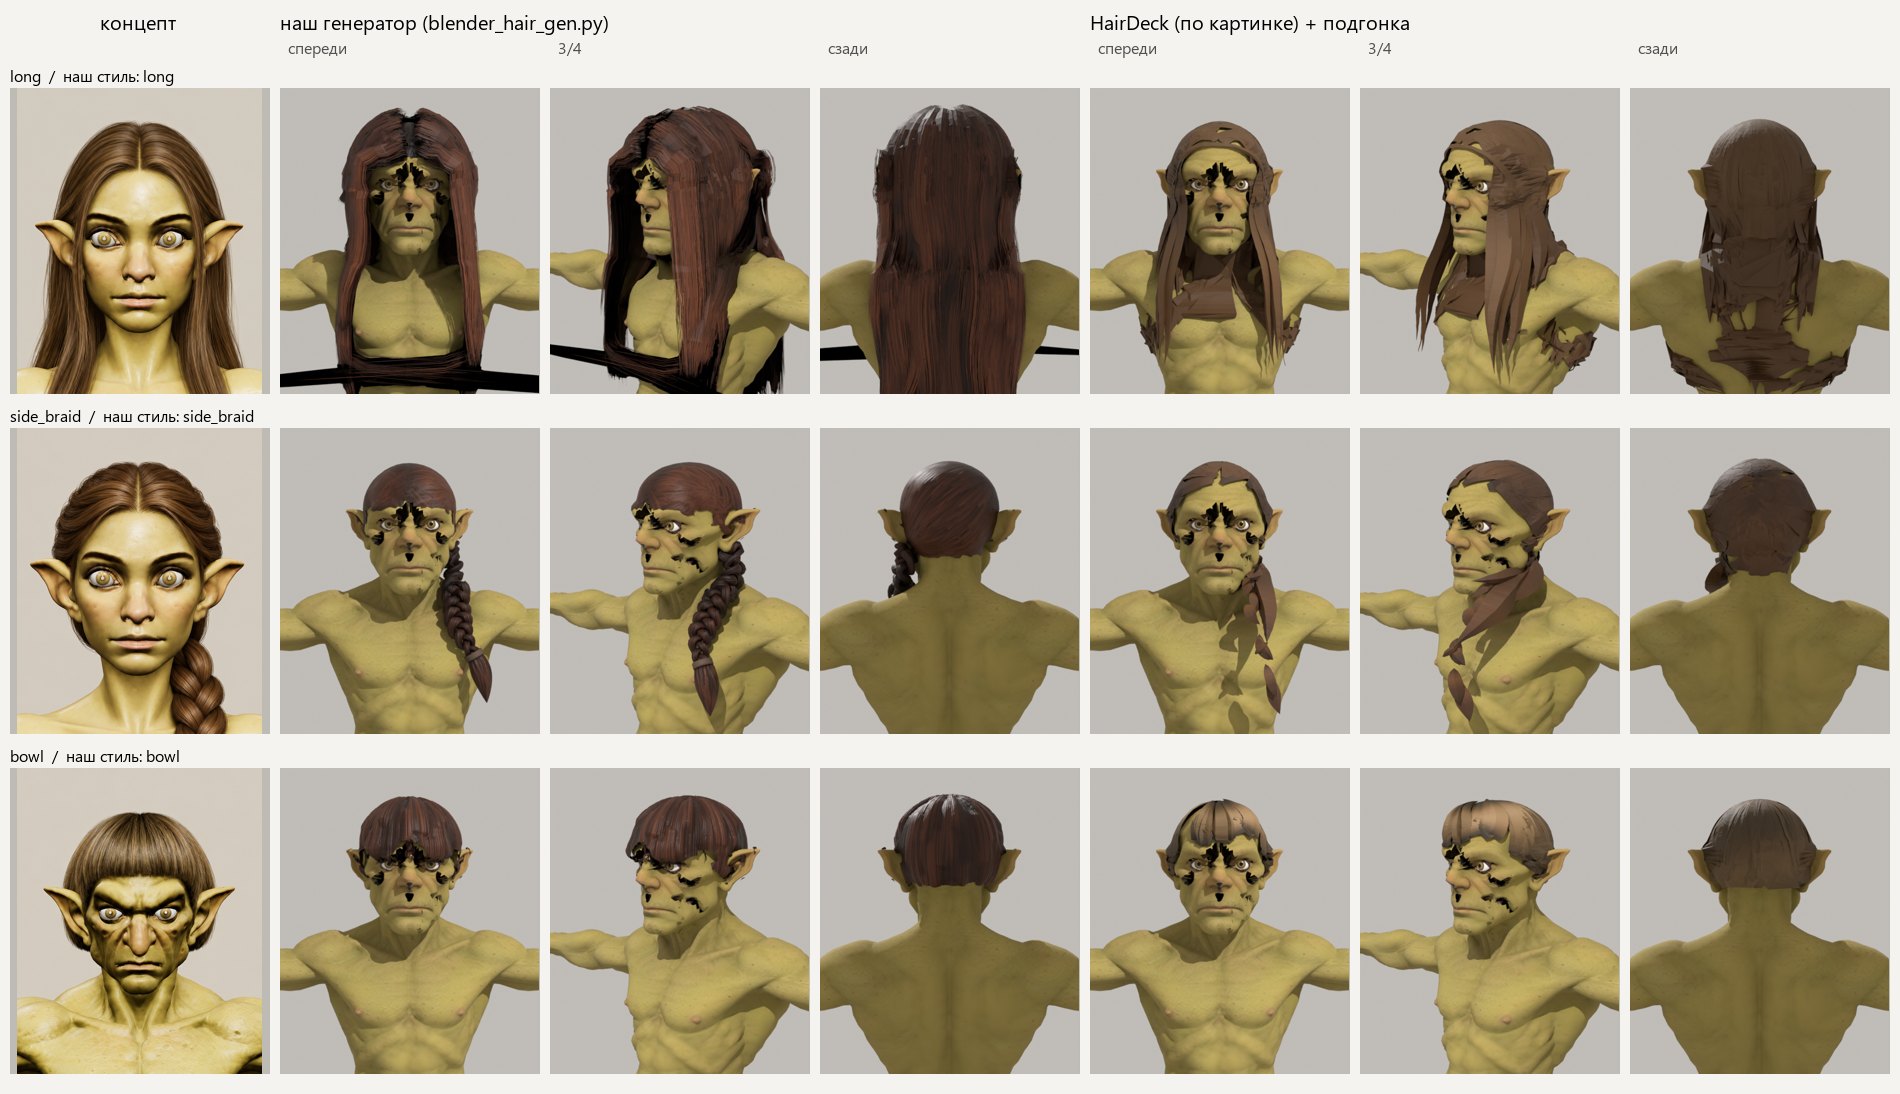 концепт
наш генератор (blender_hair_gen.py)
HairDeck (по картинке) + подгонка
спереди
3/4
сзади
спереди
3/4
сзади
long / наш стиль: long
side_braid / наш стиль: side_braid
bowl / наш стиль: bowl